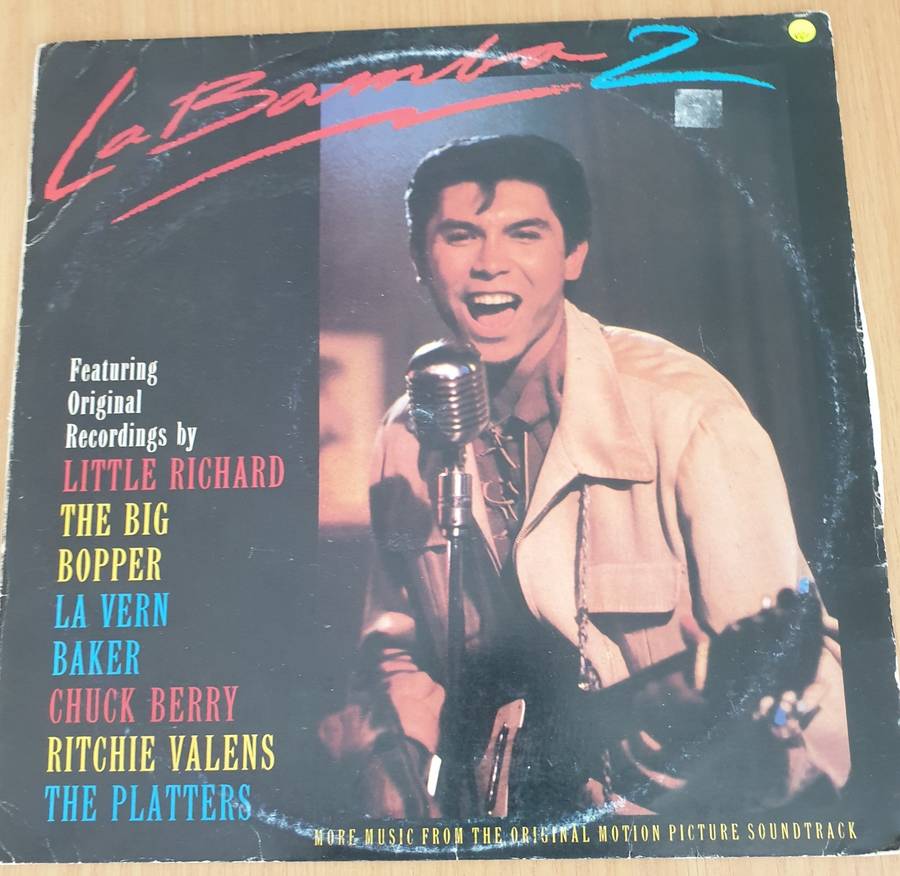 La Bamba 2
Featuring
Original
Recordings by
LITTLE RICHARD
THE BIG
BOPPER
LA VERN
BAKER
CHUCK BERRY
RITCHIE VALENS
THE PLATTERS
MORE MUSIC FROM THE ORIGINAL MOTION PICTURE SOUNDTRACK